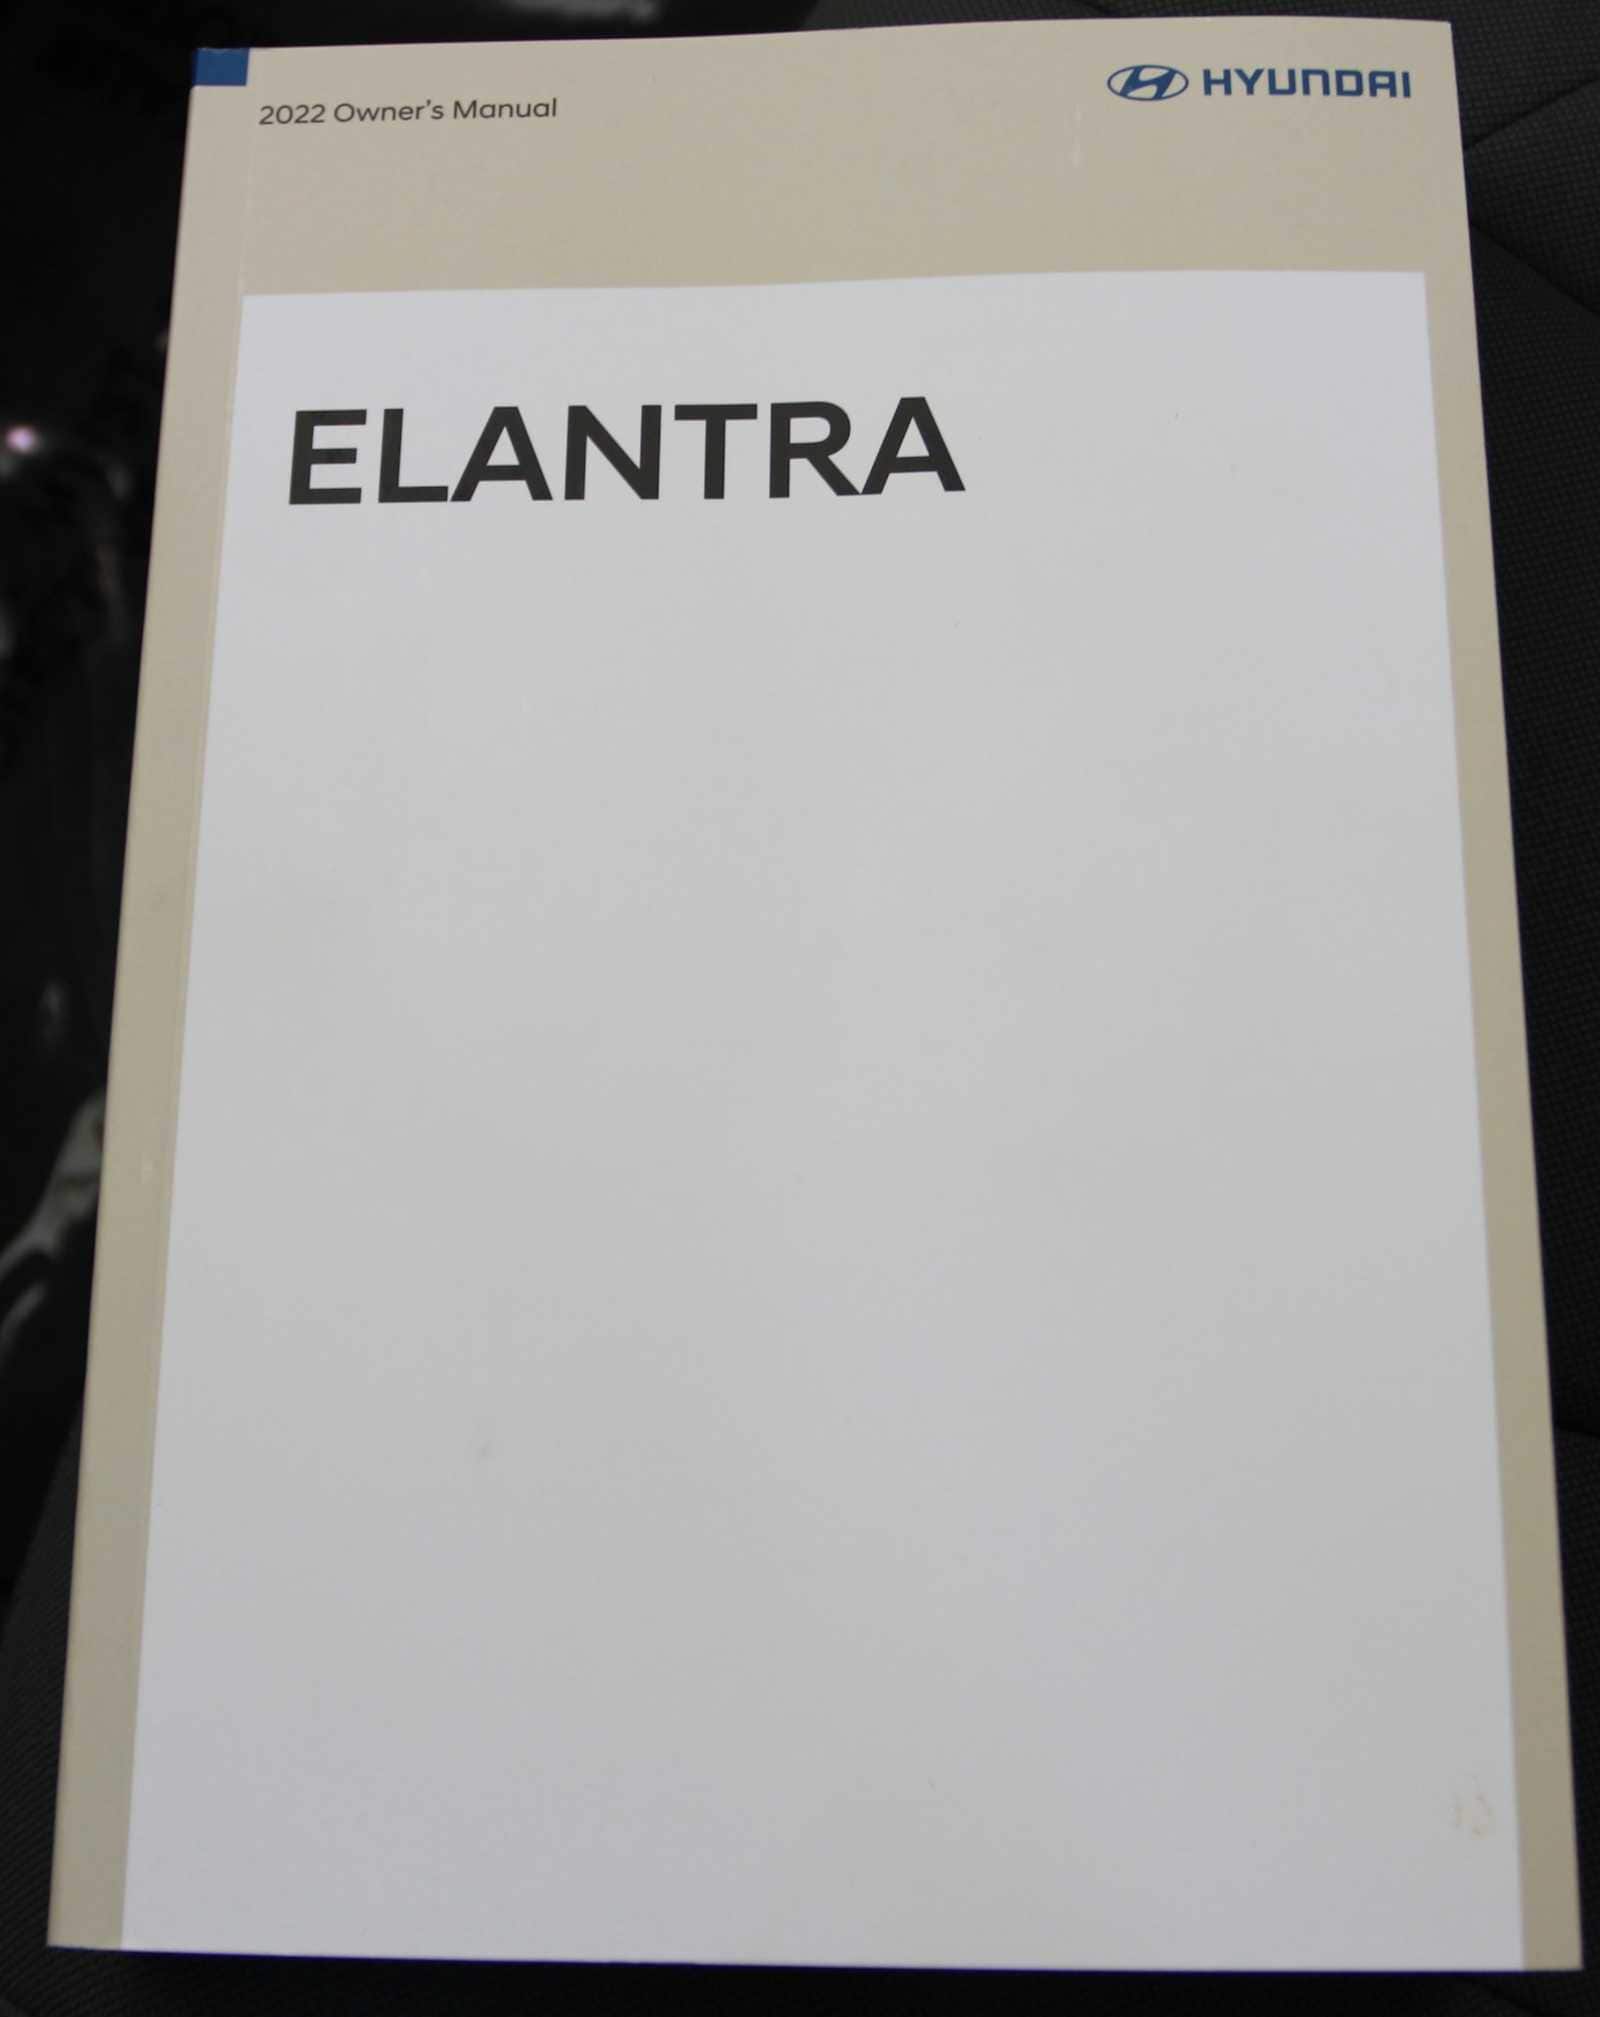 2022 Owner's Manual
HYUNDAI
ELANTRA